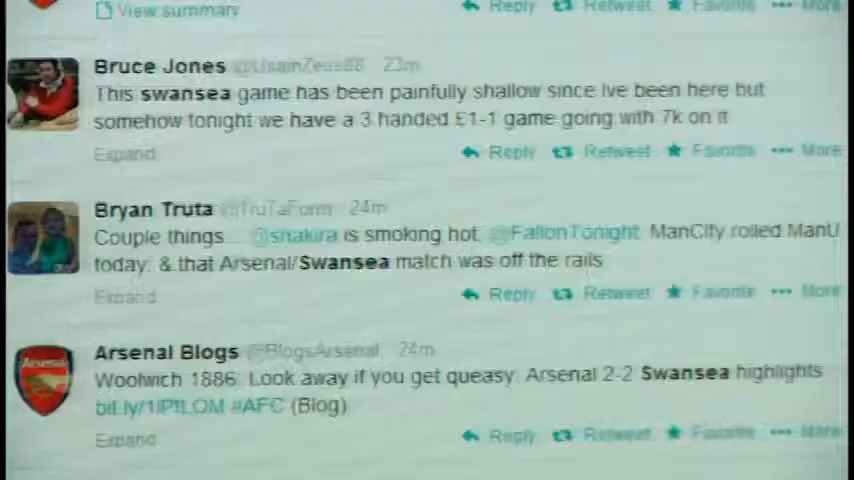 View summary
Reply Retweet Favorite More
Bruce Jones @UsainZeus88 23m
This swansea game has been painfully shallow since Ive been here but
somehow tonight we have a 3 handed £1-1 game going with 7k on it
Expand Reply Retweet Favorite More
Bryan Truta @TruTaForm 24m
Couple things... @shakira is smoking hot. @FallonTonight. ManCity rolled ManU
today. & that Arsenal/Swansea match was off the rails
Expand Reply Retweet Favorite More
Arsenal
Arsenal Blogs @BlogsArsenal 24m
Woolwich 1886: Look away if you get queasy: Arsenal 2-2 Swansea highlights
#AFC (Blog)
Expand Reply Retweet Favorite More